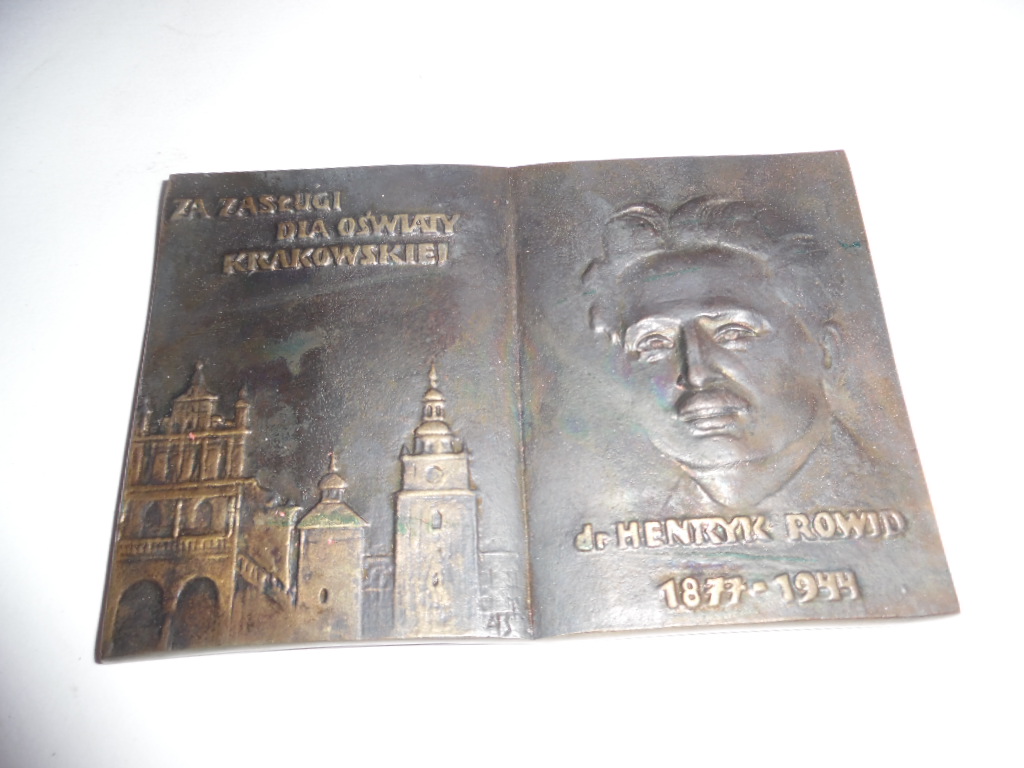 ZA ZASŁUGI
DLA OŚWIATY
KRAKOWSKIEJ
dr HENRYK ROWID
1877-1944